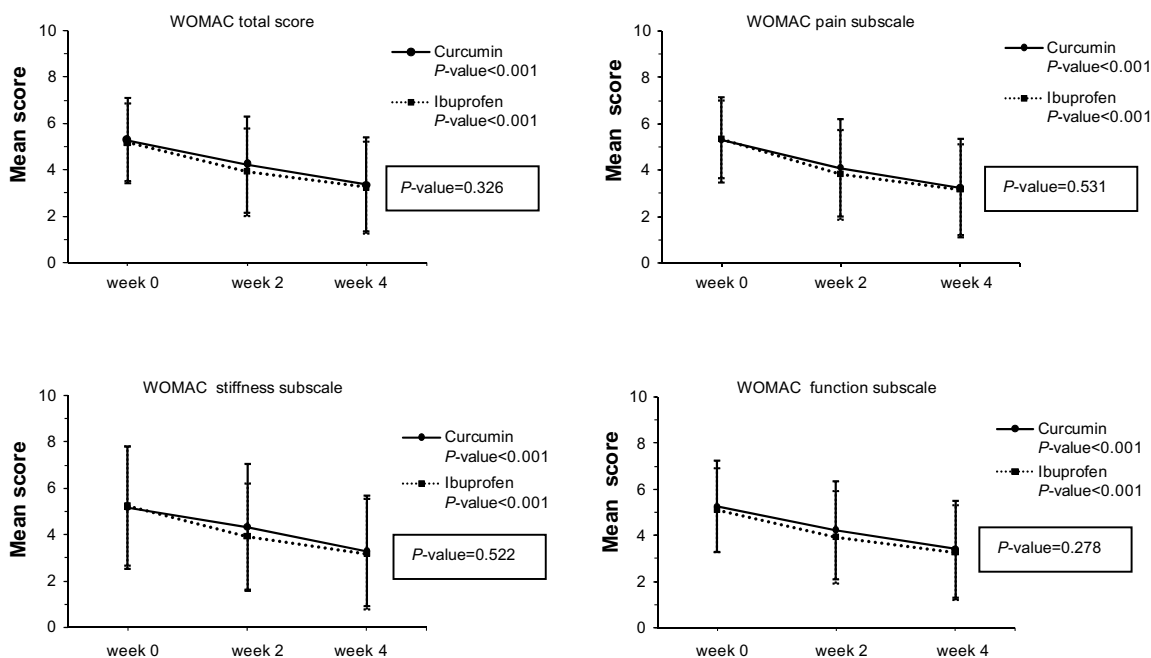 WOMAC total score
10
8
6
4
2
0
Mean score
Curcumin
P-value<0.001
Ibuprofen
P-value<0.001
P-value=0.326
week 0 week 2 week 4
WOMAC pain subscale
10
8
6
4
2
0
Mean score
Curcumin
P-value<0.001
Ibuprofen
P-value<0.001
P-value=0.531
week 0 week 2 week 4
WOMAC stiffness subscale
10
8
6
4
2
0
Mean score
Curcumin
P-value<0.001
Ibuprofen
P-value<0.001
P-value=0.522
week 0 week 2 week 4
WOMAC function subscale
10
8
6
4
2
0
Mean score
Curcumin
P-value<0.001
Ibuprofen
P-value<0.001
P-value=0.278
week 0 week 2 week 4